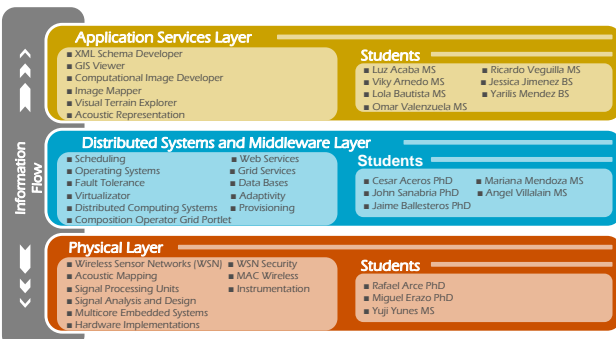 Information
Flow
Application Services Layer
■ XML Schema Developer
■ GIS Viewer
■ Computational Image Developer
■ Image Mapper
■ Visual Terrain Explorer
■ Acoustic Representation
Students
■ Luz Acaba MS
■ Viky Arnedo MS
■ Lola Bautista MS
■ Omar Valenzuela MS
■ Ricardo Veguilla MS
■ Jessica Jimenez BS
■ Yarilis Mendez BS
Distributed Systems and Middleware Layer
■ Scheduling
■ Operating Systems
■ Fault Tolerance
■ Virtualizator
■ Distributed Computing Systems
■ Composition Operator Grid Portlet
■ Web Services
■ Grid Services
■ Data Bases
■ Adaptivity
■ Provisioning
Students
■ Cesar Aceros PhD
■ John Sanabria PhD
■ Jaime Ballesteros PhD
■ Mariana Mendoza MS
■ Angel Villalain MS
Physical Layer
■ Wireless Sensor Networks (WSN)
■ Acoustic Mapping
■ Signal Processing Units
■ Signal Analysis and Design
■ Multicore Embedded Systems
■ Hardware Implementations
■ WSN Security
■ MAC Wireless
■ Instrumentation
Students
■ Rafael Arce PhD
■ Miguel Erazo PhD
■ Yuji Yunes MS